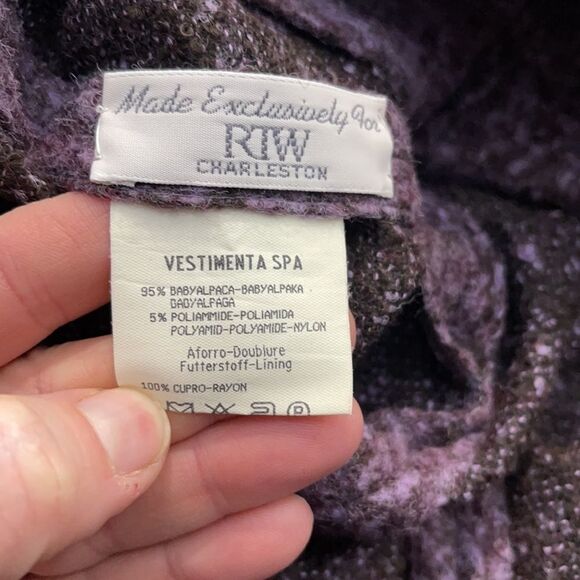 Made Exclusively For
RTW
CHARLESTON
VESTIMENTA SPA
95% BABYALPACA-BABYALPAKA
BABYALPAGA
5% POLIAMMIDE-POLIAMIDA
POLYAMID-POLYAMIDE-NYLON
Aforro-Doublure
Futterstoff-Lining
100% CUPRO-RAYON